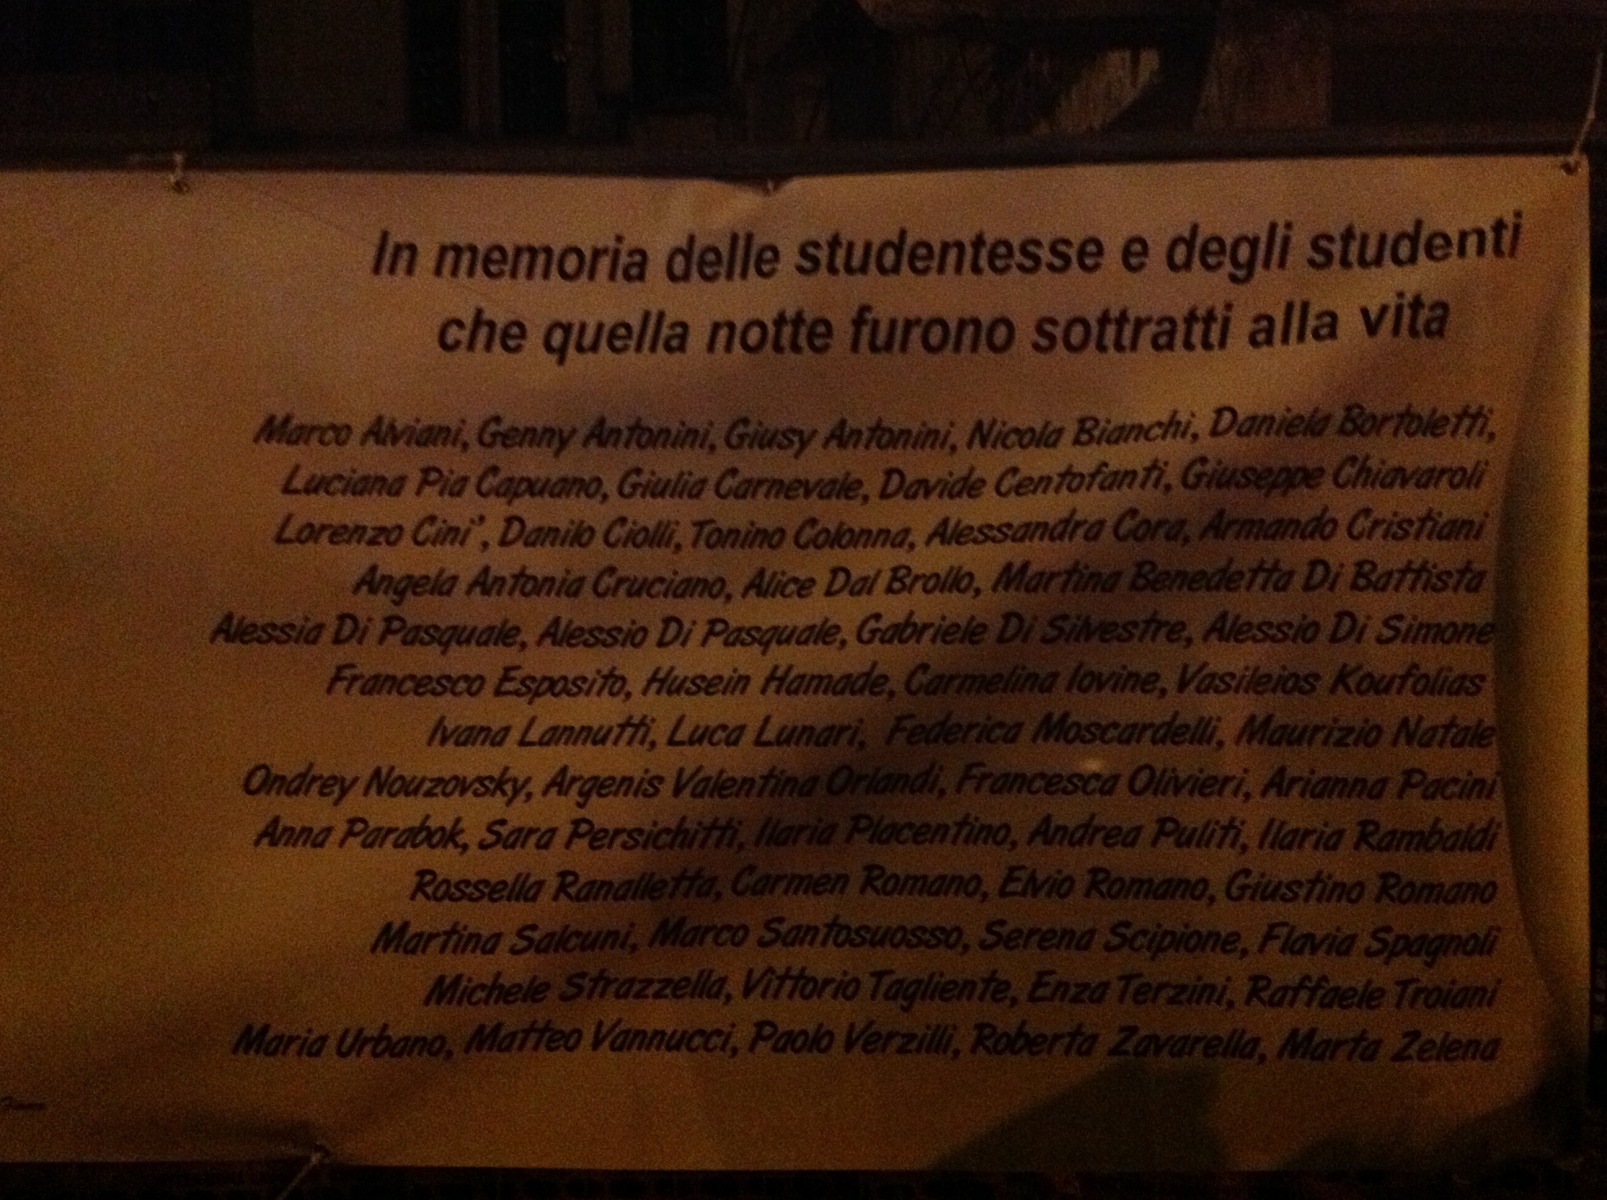 In memoria delle studentesse e degli studenti
che quella notte furono sottratti alla vita
Marco Alviani, Genny Antonini, Giusy Antonini, Nicola Bianchi, Daniela Bortoletti,
Luciana Pia Capuano, Giulia Carnevale, Davide Centofanti, Giuseppe Chiavaroli
Lorenzo Cini', Danilo Ciolli, Tonino Colonna, Alessandra Cora, Armando Cristiani
Angela Antonia Cruciano, Alice Dal Brollo, Martina Benedetta Di Battista
Alessia Di Pasquale, Alessio Di Pasquale, Gabriele Di Silvestre, Alessio Di Simone
Francesco Esposito, Husein Hamade, Carmelina Iovine, Vasileios Koufolias
Ivana Lannutti, Luca Lunari, Federica Moscardelli, Maurizio Natale
Ondrey Nouzovsky, Argenis Valentina Orlandi, Francesca Olivieri, Arianna Pacini
Anna Parabok, Sara Persichitti, Ilaria Placentino, Andrea Puliti, Ilaria Rambaldi
Rossella Ranalletta, Carmen Romano, Elvio Romano, Giustino Romano
Martina Salcuni, Marco Santosuosso, Serena Scipione, Flavia Spagnoli
Michele Strazzella, Vittorio Tagliente, Enza Terzini, Raffaele Troiani
Maria Urbano, Matteo Vannucci, Paolo Verzilli, Roberta Zavarella, Marta Zelena